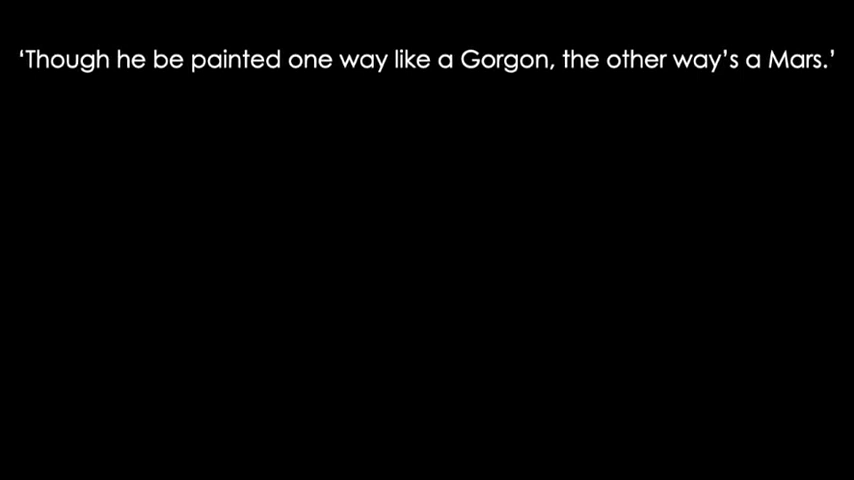 ‘Though he be painted one way like a Gorgon, the other way’s a Mars.’